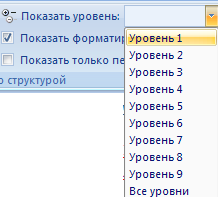 Показать уровень:
Показать формати
Показать только пе
о структурой
Уровень 1
Уровень 2
Уровень 3
Уровень 4
Уровень 5
Уровень 6
Уровень 7
Уровень 8
Уровень 9
Все уровни